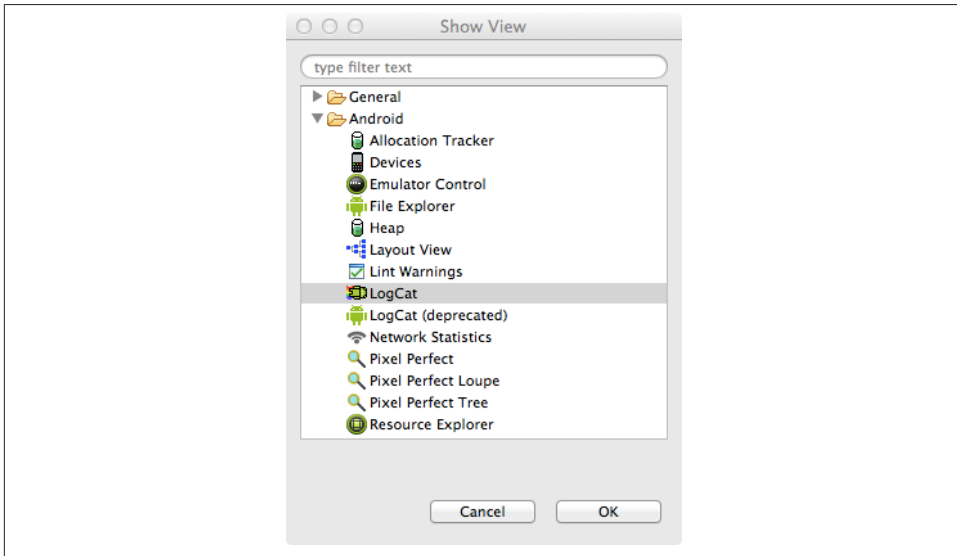 Show View
type filter text
General
Android
Allocation Tracker
Devices
Emulator Control
File Explorer
Heap
Layout View
Lint Warnings
LogCat
LogCat (deprecated)
Network Statistics
Pixel Perfect
Pixel Perfect Loupe
Pixel Perfect Tree
Resource Explorer
Cancel OK